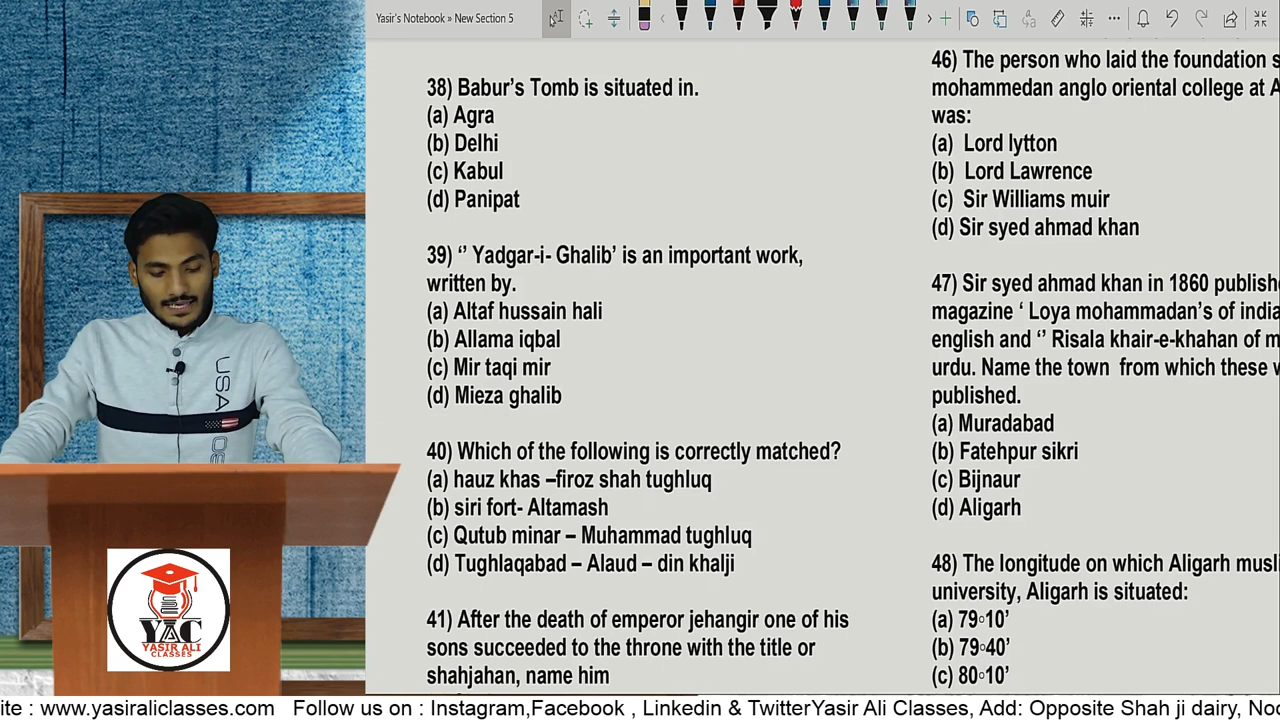 Yasir's Notebook » New Section 5
38) Babur’s Tomb is situated in.
(a) Agra
(b) Delhi
(c) Kabul
(d) Panipat
39) ‘’ Yadgar-i- Ghalib’ is an important work,
written by.
(a) Altaf hussain hali
(b) Allama iqbal
(c) Mir taqi mir
(d) Mieza ghalib
40) Which of the following is correctly matched?
(a) hauz khas –firoz shah tughluq
(b) siri fort- Altamash
(c) Qutub minar – Muhammad tughluq
(d) Tughlaqabad – Alaud – din khalji
41) After the death of emperor jehangir one of his
sons succeeded to the throne with the title or
shahjahan, name him
46) The person who laid the foundation s
mohammedan anglo oriental college at A
was:
(a) Lord lytton
(b) Lord Lawrence
(c) Sir Williams muir
(d) Sir syed ahmad khan
47) Sir syed ahmad khan in 1860 publish
magazine ‘ Loya mohammadan’s of india
english and ‘’ Risala khair-e-khahan of m
urdu. Name the town from which these w
published.
(a) Muradabad
(b) Fatehpur sikri
(c) Bijnaur
(d) Aligarh
48) The longitude on which Aligarh musl
university, Aligarh is situated:
(a) 79◦10’
(b) 79◦40’
(c) 80◦10’
USA
YAC
YASIR ALI
CLASSES
ite : www.yasiraliclasses.com Follow us on : Instagram,Facebook , Linkedin & TwitterYasir Ali Classes, Add: Opposite Shah ji dairy, Noo